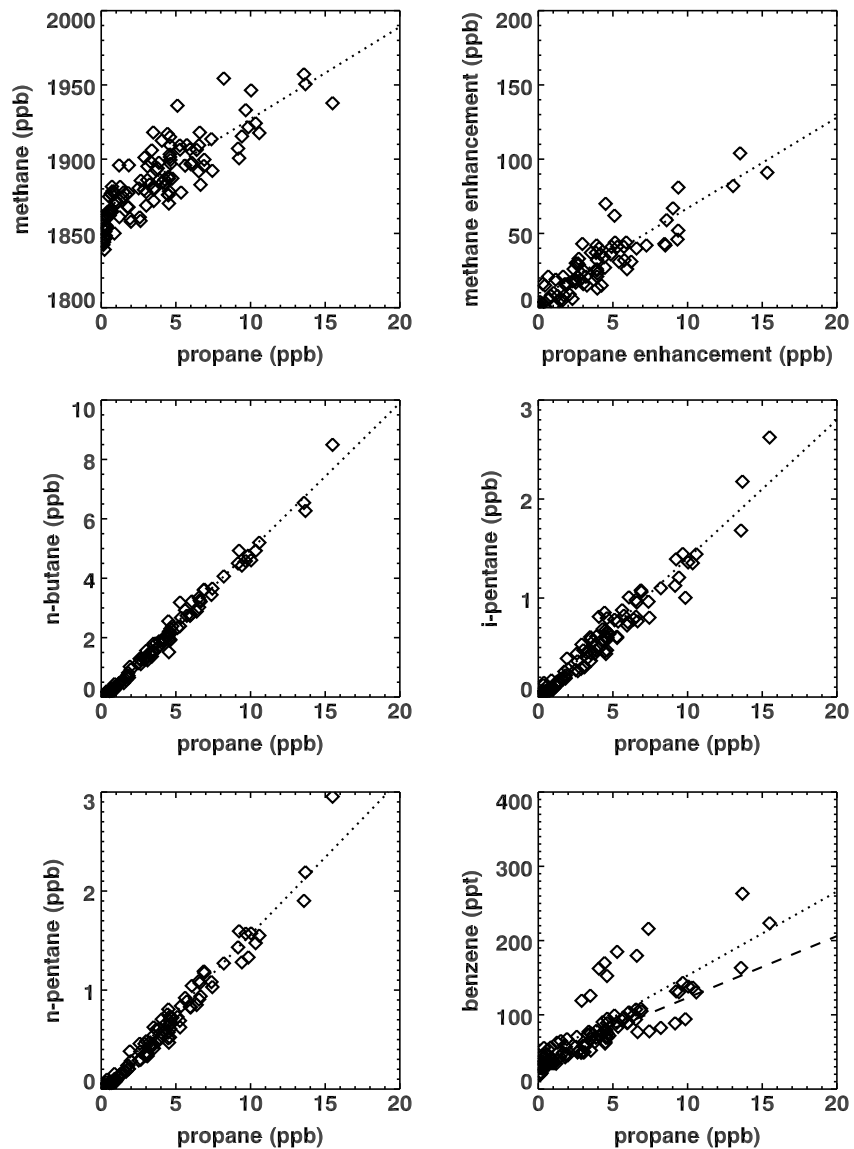 2000
1950
1900
1850
1800
methane (ppb)
0 5 10 15 20
propane (ppb)
200
150
100
50
0
methane enhancement (ppb)
0 5 10 15 20
propane enhancement (ppb)
10
8
6
4
2
0
n-butane (ppb)
0 5 10 15 20
propane (ppb)
3
2
1
0
i-pentane (ppb)
0 5 10 15 20
propane (ppb)
3
2
1
0
n-pentane (ppb)
0 5 10 15 20
propane (ppb)
400
300
200
100
0
benzene (ppt)
0 5 10 15 20
propane (ppb)